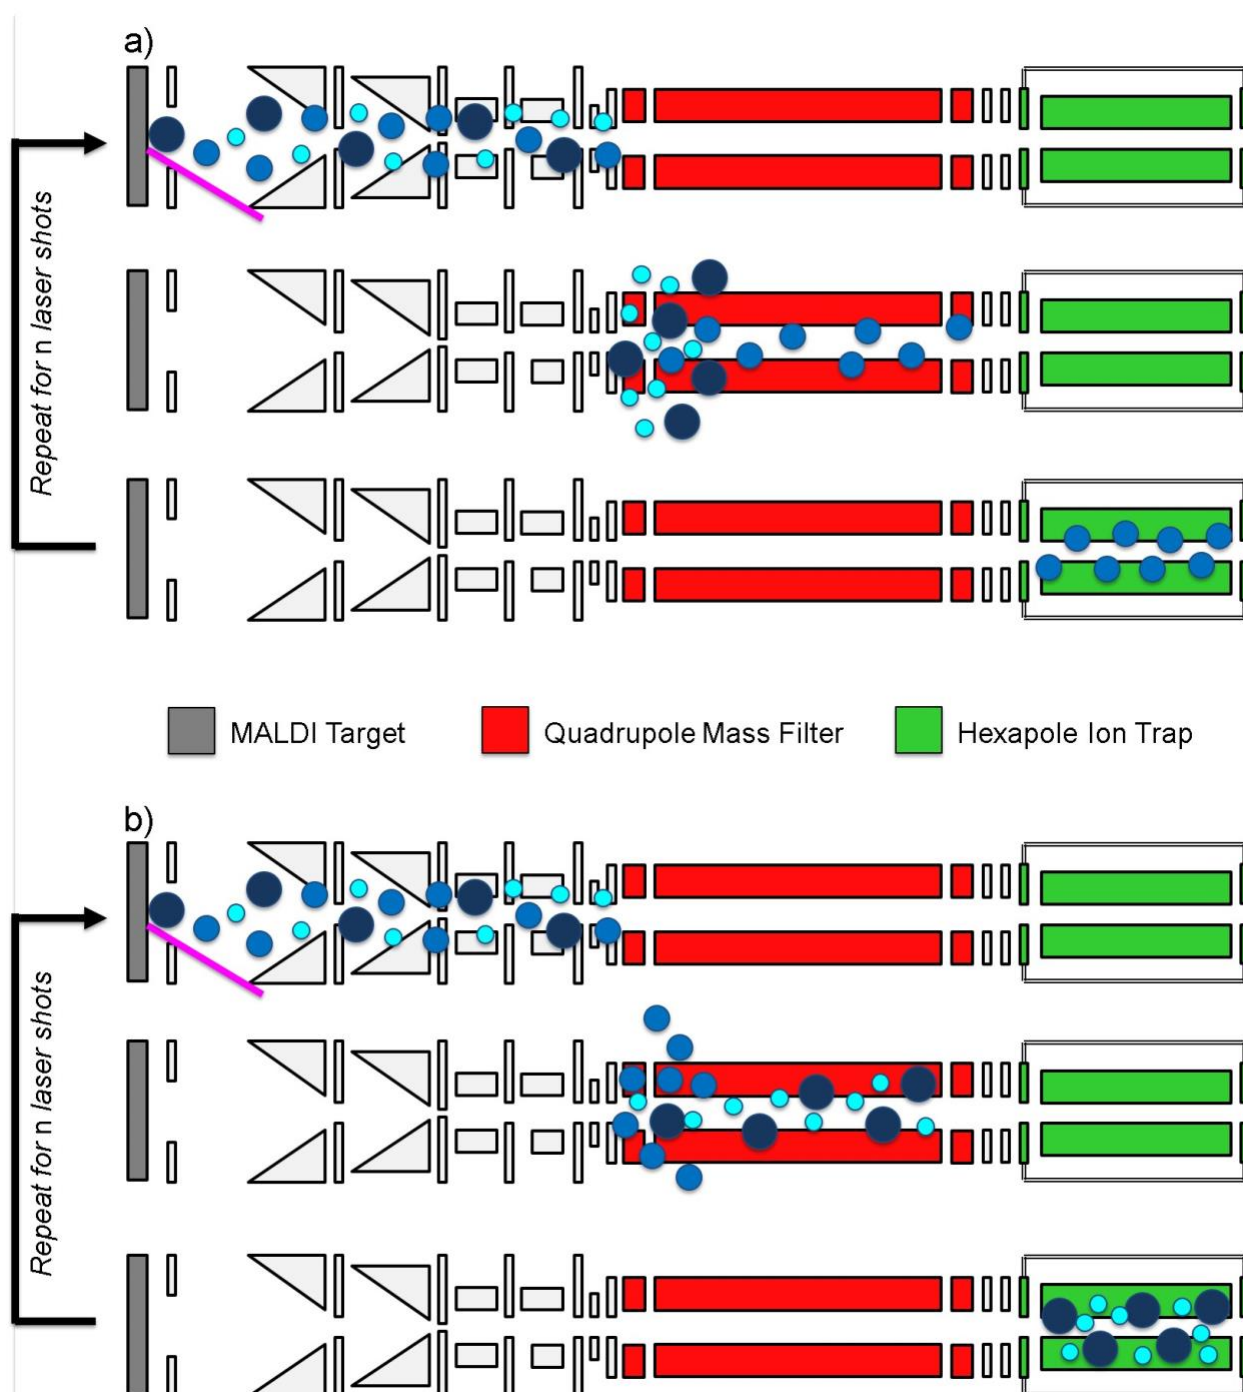 a)
Repeat for n laser shots
MALDI Target
Quadrupole Mass Filter
Hexapole Ion Trap
b)
Repeat for n laser shots